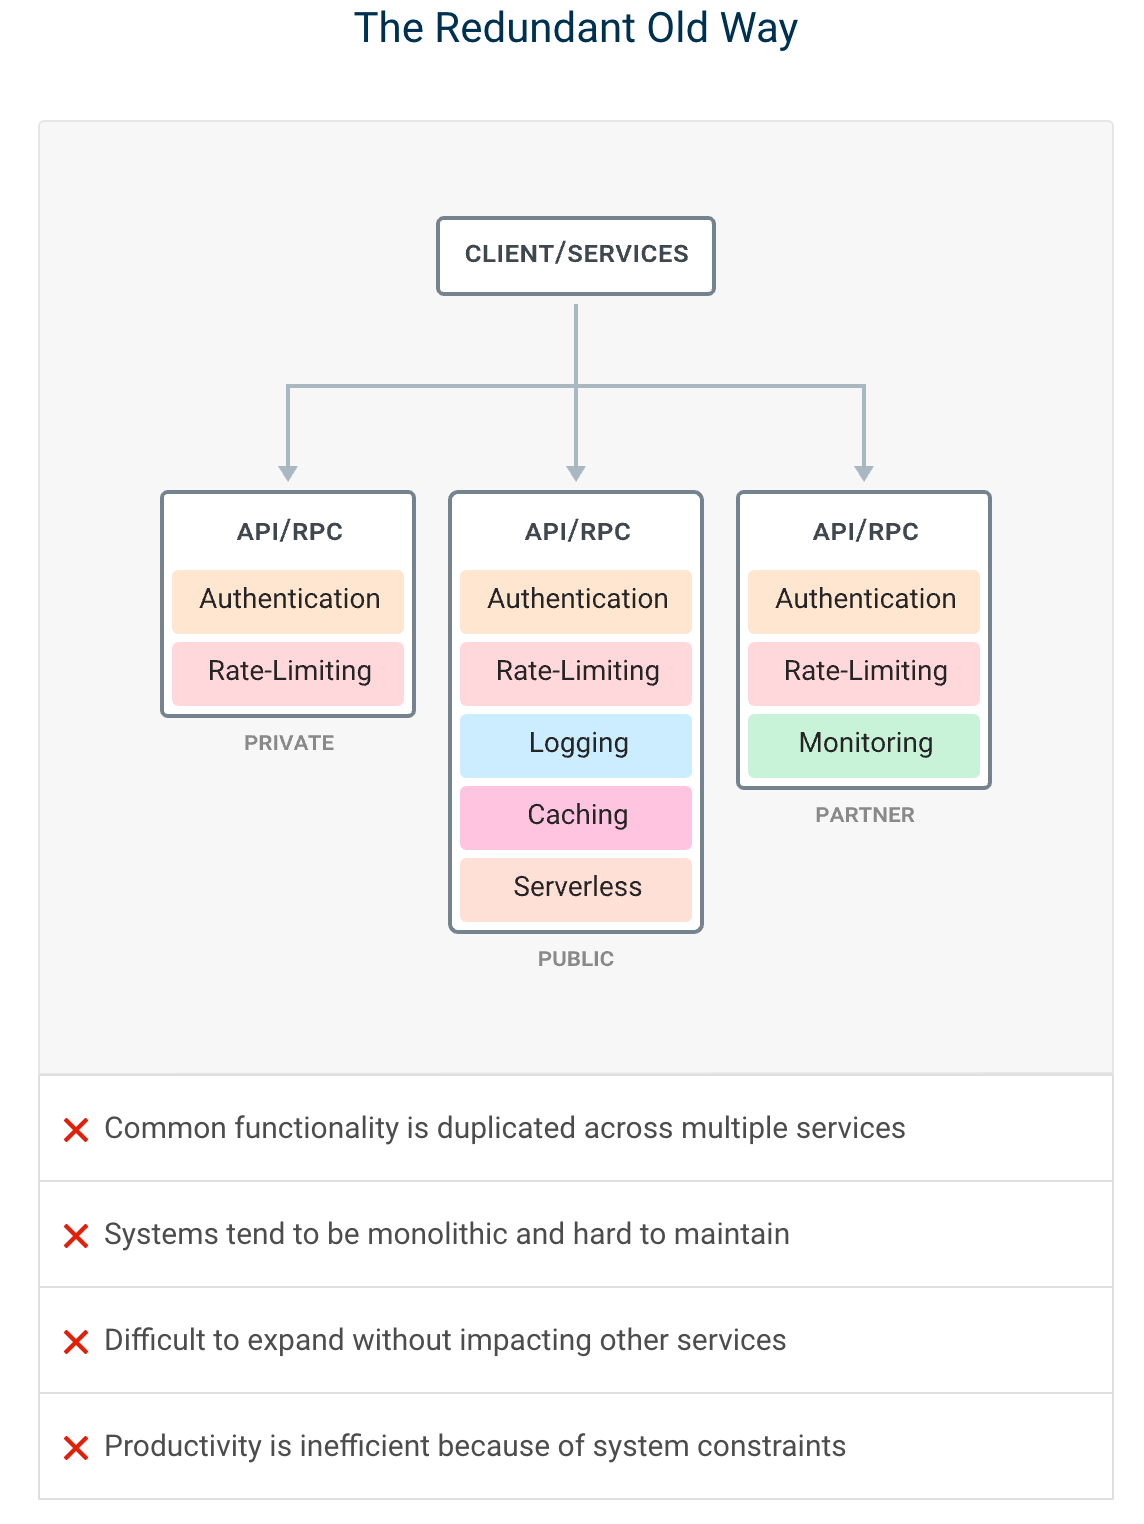 The Redundant Old Way
CLIENT/SERVICES
API/RPC
Authentication
Rate-Limiting
PRIVATE
API/RPC
Authentication
Rate-Limiting
Logging
Caching
Serverless
PUBLIC
API/RPC
Authentication
Rate-Limiting
Monitoring
PARTNER
Common functionality is duplicated across multiple services
Systems tend to be monolithic and hard to maintain
Difficult to expand without impacting other services
Productivity is inefficient because of system constraints